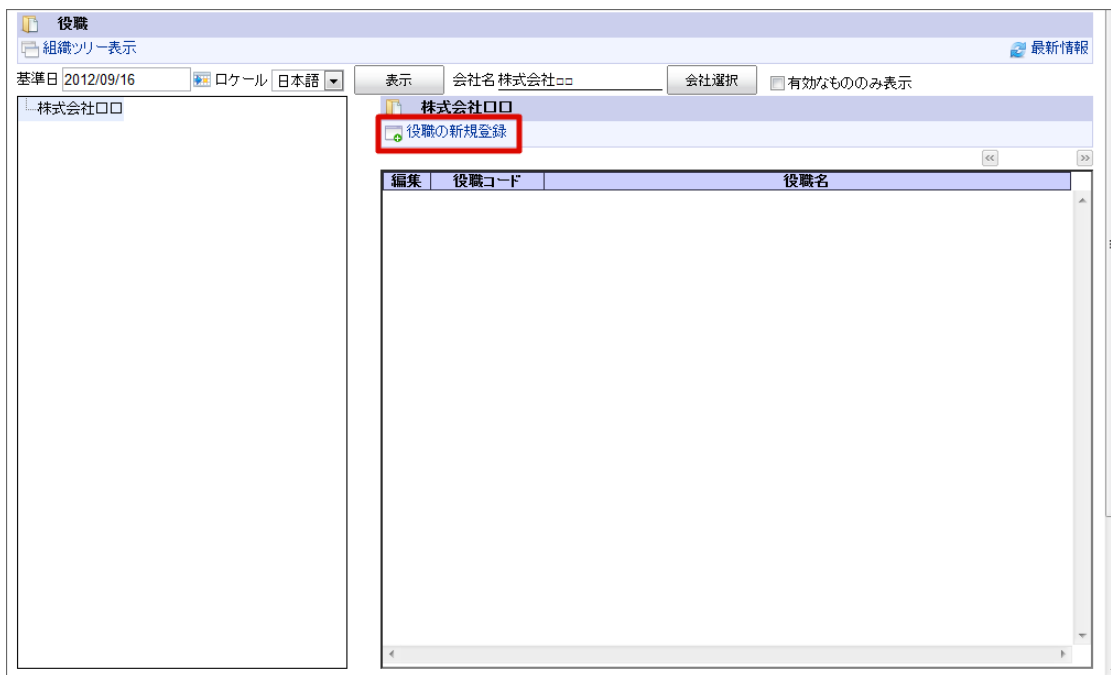 役職
組織ツリー表示 最新情報
基準日 2012/09/16 ロケール 日本語 表示 会社名 株式会社□□ 会社選択 有効なもののみ表示
株式会社□□
株式会社□□
役職の新規登録
<< >>
編集 役職コード 役職名